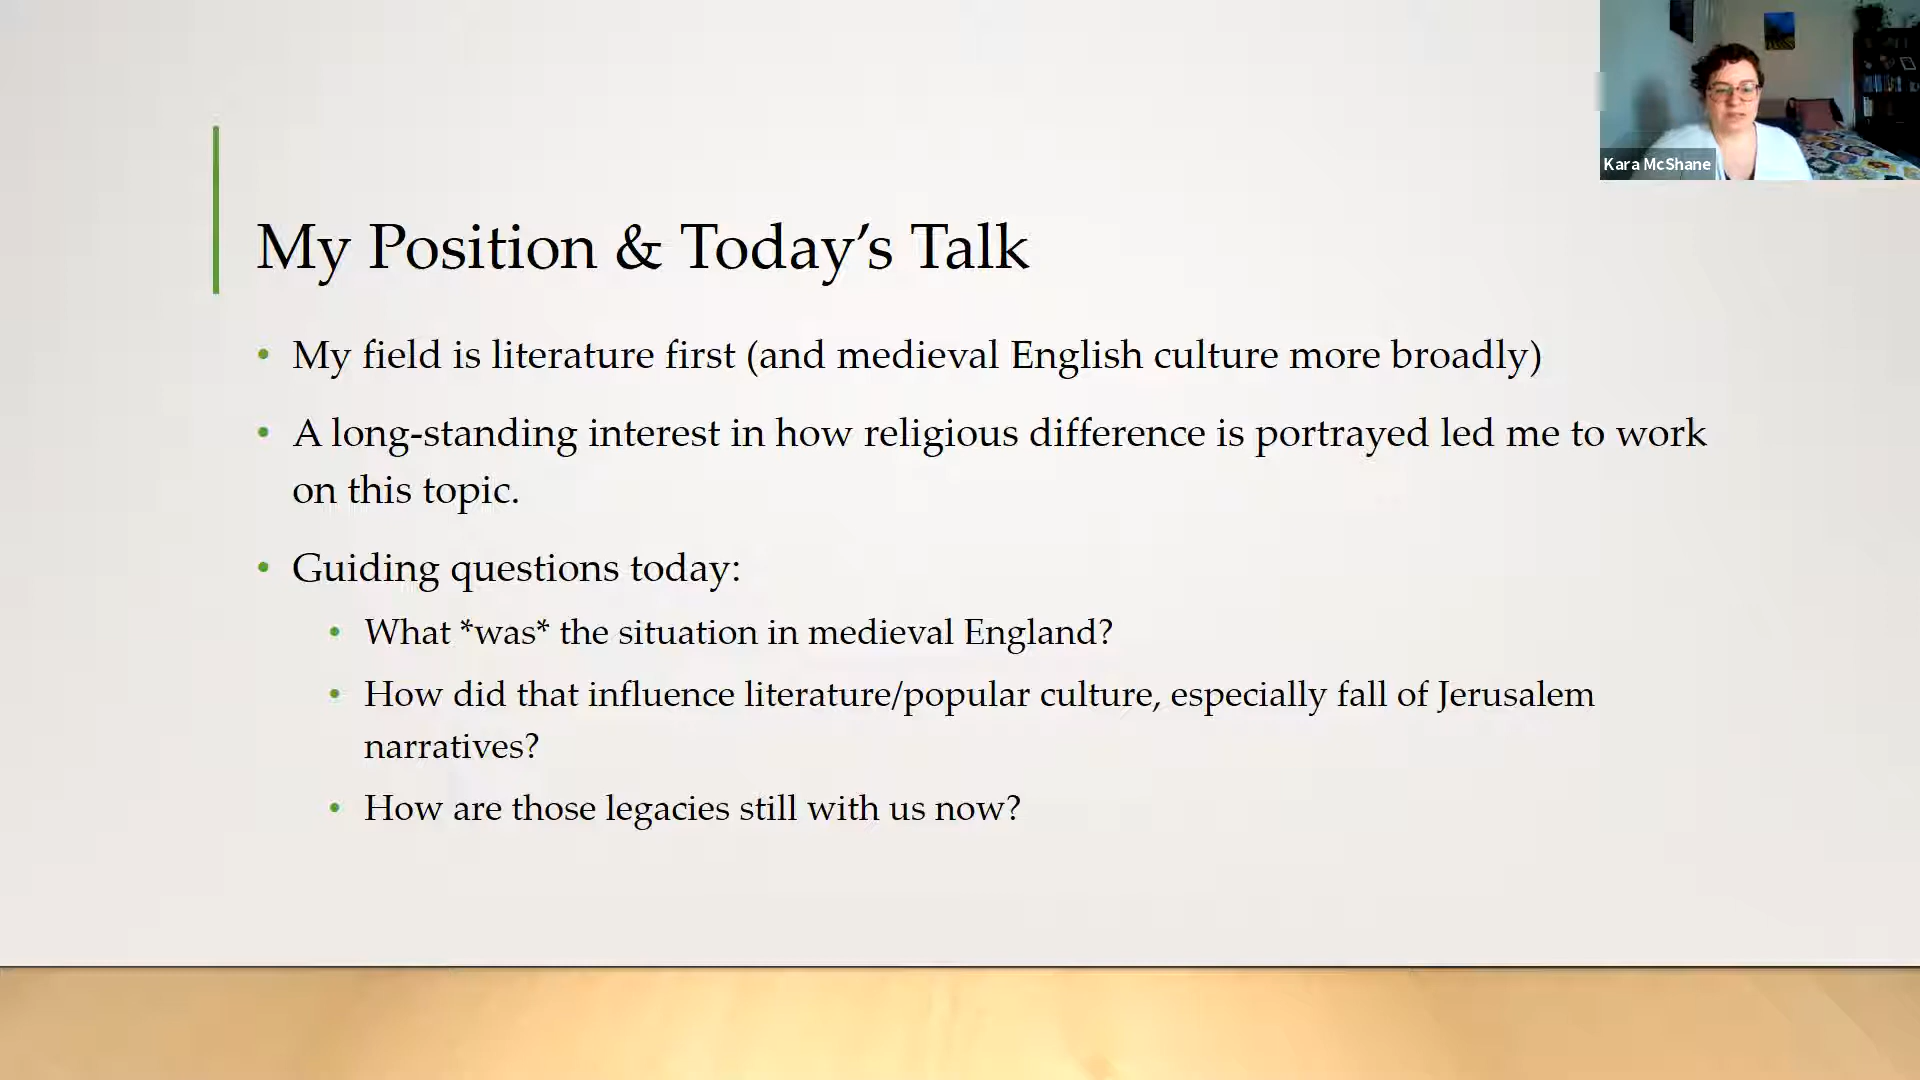 Kara McShane
My Position & Today’s Talk
• My field is literature first (and medieval English culture more broadly)
• A long-standing interest in how religious difference is portrayed led me to work
on this topic.
• Guiding questions today:
• What *was* the situation in medieval England?
• How did that influence literature/popular culture, especially fall of Jerusalem
narratives?
• How are those legacies still with us now?